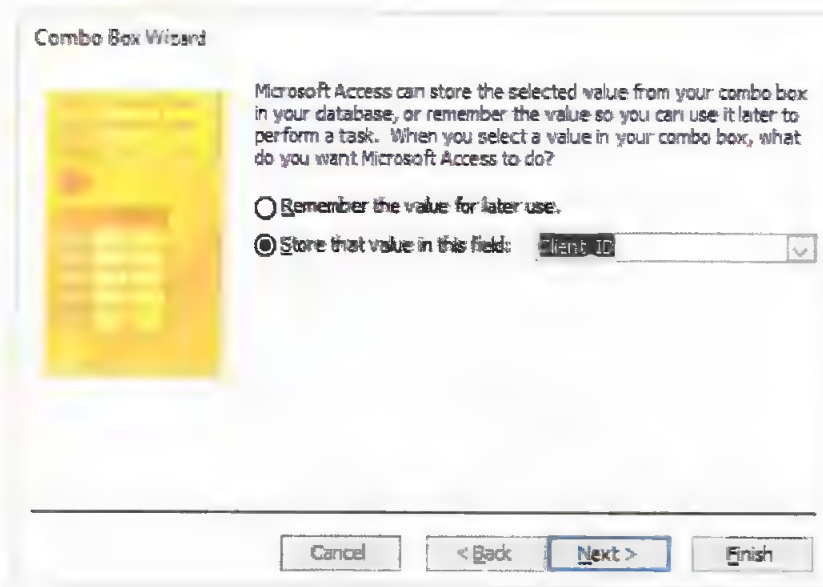 Combo Box Wizard
Microsoft Access can store the selected value from your combo box
in your database, or remember the value so you can use it later to
perform a task. When you select a value in your combo box, what
do you want Microsoft Access to do?
Remember the value for later use.
Store that value in this field: Client ID
Cancel < Back Next > Finish